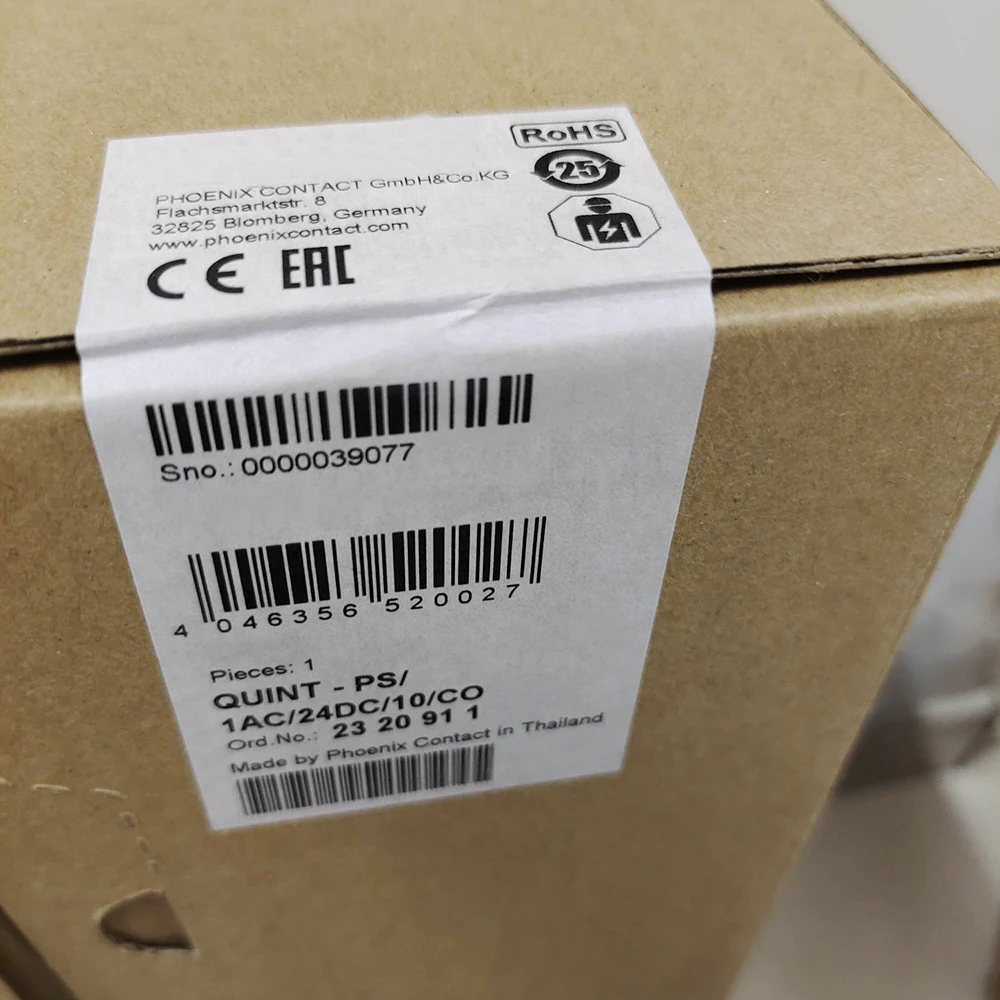 RoHS
25
PHOENIX CONTACT GmbH&Co.KG
Flachsmarktstr. 8
32825 Blomberg, Germany
www.phoenixcontact.com
CE EAC
Sno.: 0000039077
4 046356 520027
Pieces: 1
QUINT - PS/
1AC/24DC/10/CO
Ord.No.: 23 20 91 1
Made by Phoenix Contact in Thailand